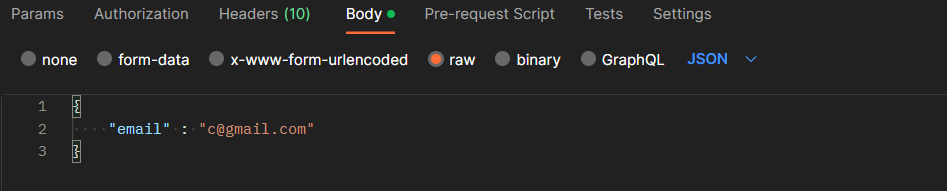 Params Authorization Headers (10) Body Pre-request Script Tests Settings
none form-data x-www-form-urlencoded raw binary GraphQL JSON
1 {
2 "email" : "c@gmail.com"
3 }